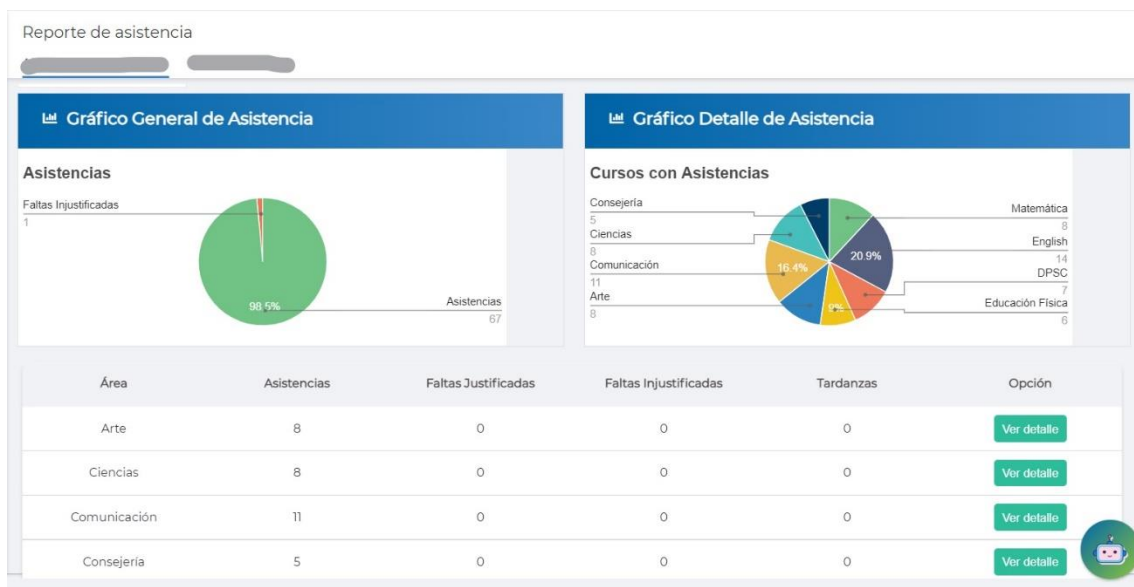 Reporte de asistencia
Gráfico General de Asistencia
Asistencias
Faltas Injustificadas
1
98.5%
Asistencias
67
Gráfico Detalle de Asistencia
Cursos con Asistencias
Consejería
5
Ciencias
8
Comunicación
11
Arte
8
16.4%
20.9%
9%
Matemática
8
English
14
DPSC
7
Educación Física
6
Área Asistencias Faltas Justificadas Faltas Injustificadas Tardanzas Opción
Arte 8 0 0 0 Ver detalle
Ciencias 8 0 0 0 Ver detalle
Comunicación 11 0 0 0 Ver detalle
Consejería 5 0 0 0 Ver detalle